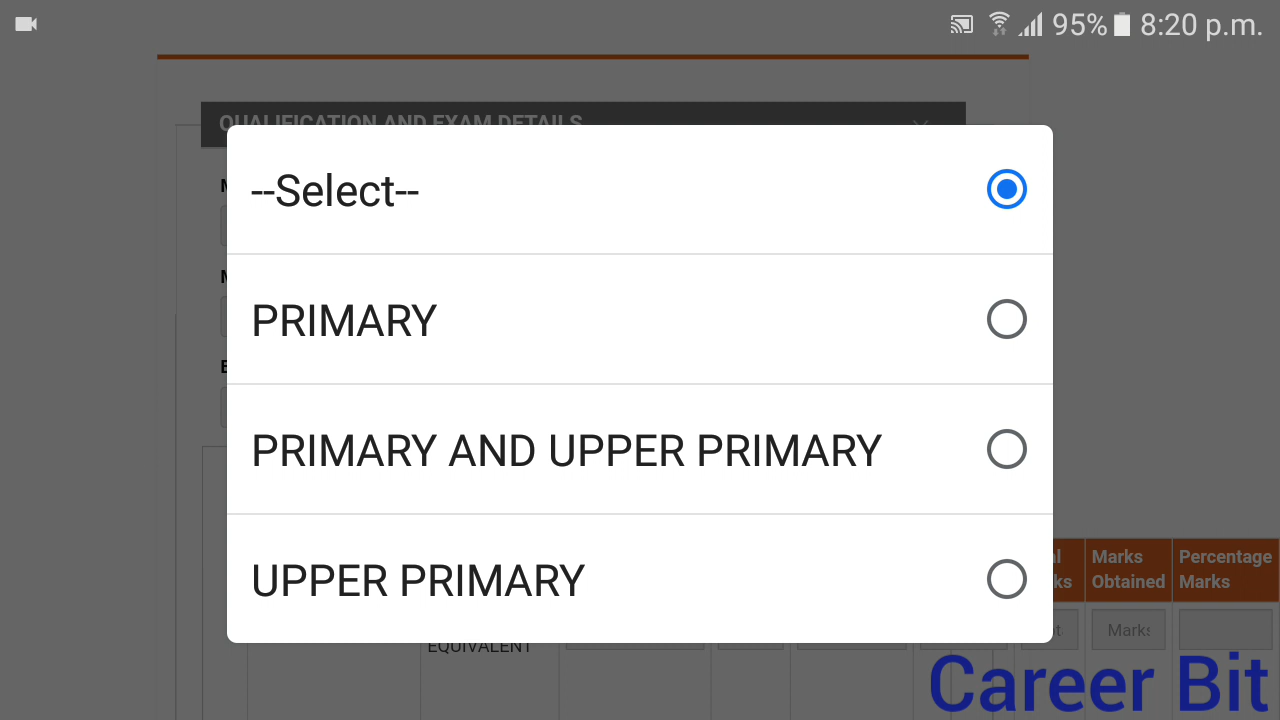 95% 8:20 p.m.
QUALIFICATION AND EXAM DETAILS
--Select--
PRIMARY
PRIMARY AND UPPER PRIMARY
UPPER PRIMARY
Marks Obtained
Percentage Marks
Marks
EQUIVALENT
Career Bit